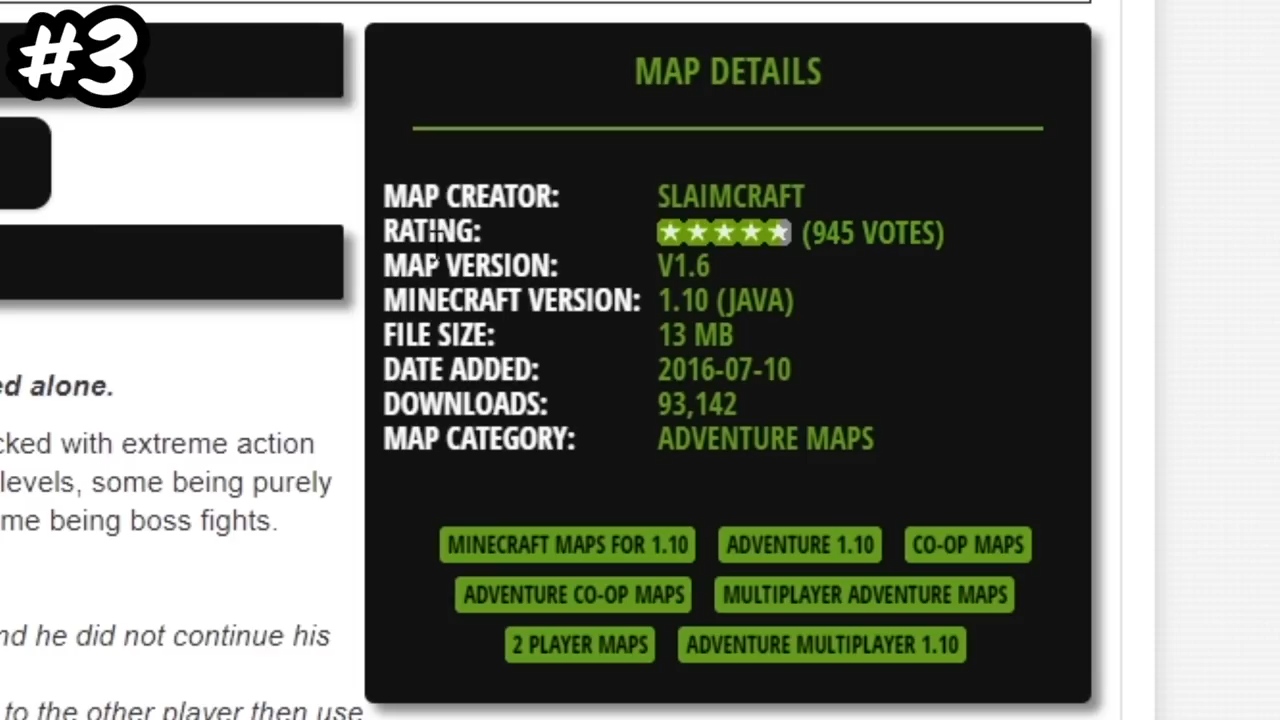 #3
MAP DETAILS
MAP CREATOR: SLAIMCRAFT
RATING: (945 VOTES)
MAP VERSION: V1.6
MINECRAFT VERSION: 1.10 (JAVA)
FILE SIZE: 13 MB
DATE ADDED: 2016-07-10
DOWNLOADS: 93,142
MAP CATEGORY: ADVENTURE MAPS
MINECRAFT MAPS FOR 1.10 ADVENTURE 1.10 CO-OP MAPS
ADVENTURE CO-OP MAPS MULTIPLAYER ADVENTURE MAPS
2 PLAYER MAPS ADVENTURE MULTIPLAYER 1.10
ed alone.
cked with extreme action
levels, some being purely
me being boss fights.
nd he did not continue his
to the other player then use